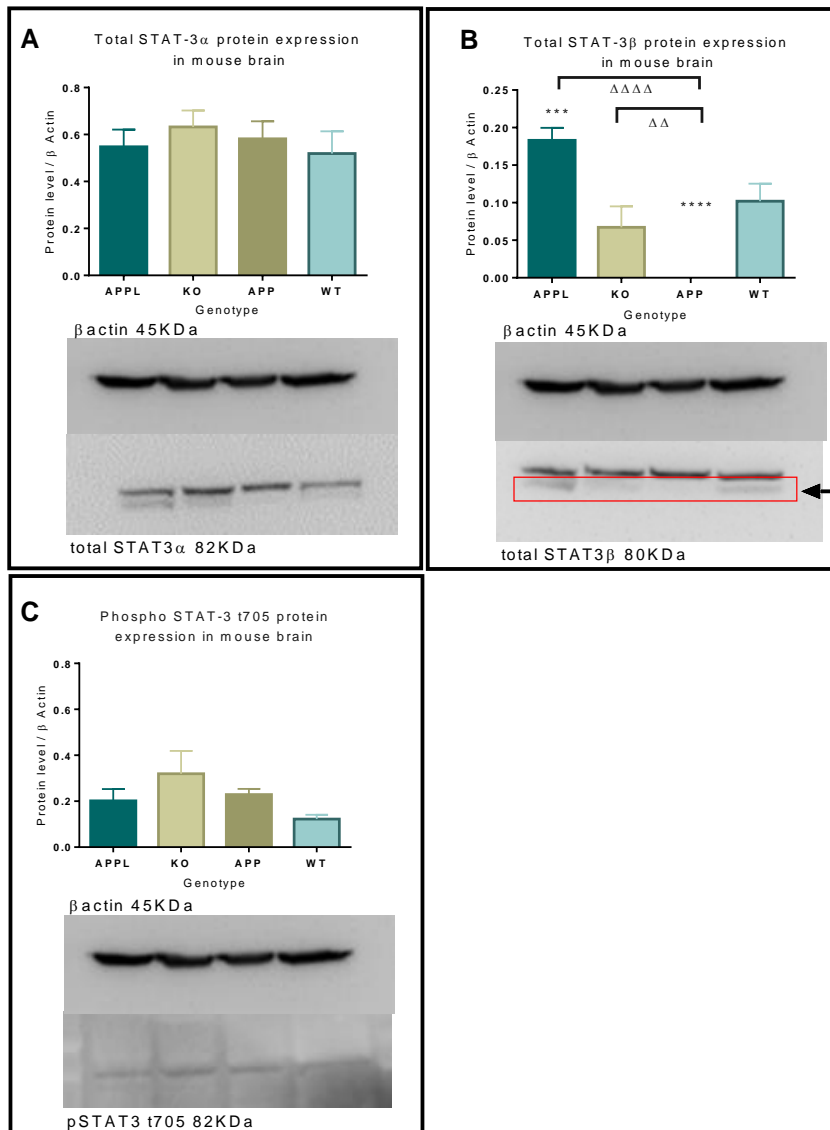 A
Total STAT-3α protein expression
in mouse brain
Protein level / β Actin
0.8
0.6
0.4
0.2
0.0
APPL KO APP WT
Genotype
β actin 45KDa
total STAT3α 82KDa
B
Total STAT-3β protein expression
in mouse brain
Protein level / β Actin
0.25
0.20
0.15
0.10
0.05
0.00
ΔΔΔΔ
***
ΔΔ
****
APPL KO APP WT
Genotype
β actin 45KDa
total STAT3β 80KDa
C
Phospho STAT-3 t705 protein
expression in mouse brain
Protein level / β Actin
0.8
0.6
0.4
0.2
0.0
APPL KO APP WT
Genotype
β actin 45KDa
pSTAT3 t705 82KDa